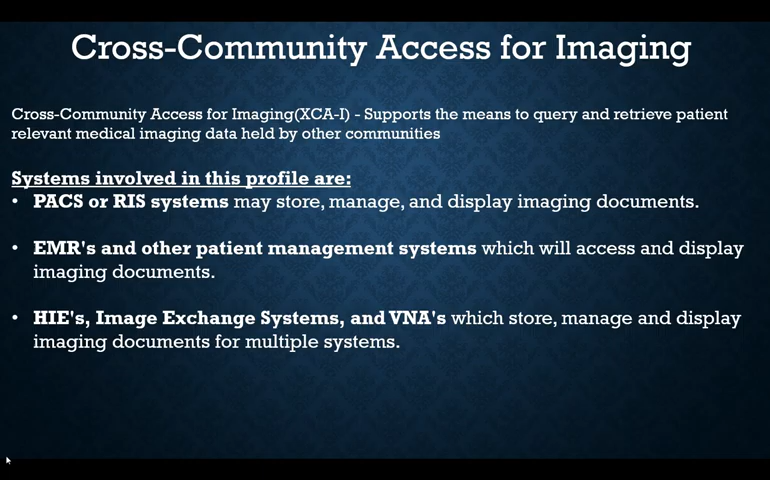 Cross-Community Access for Imaging
Cross-Community Access for Imaging(XCA-I) - Supports the means to query and retrieve patient
relevant medical imaging data held by other communities
Systems involved in this profile are:
• PACS or RIS systems may store, manage, and display imaging documents.
• EMR's and other patient management systems which will access and display
imaging documents.
• HIE's, Image Exchange Systems, and VNA's which store, manage and display
imaging documents for multiple systems.